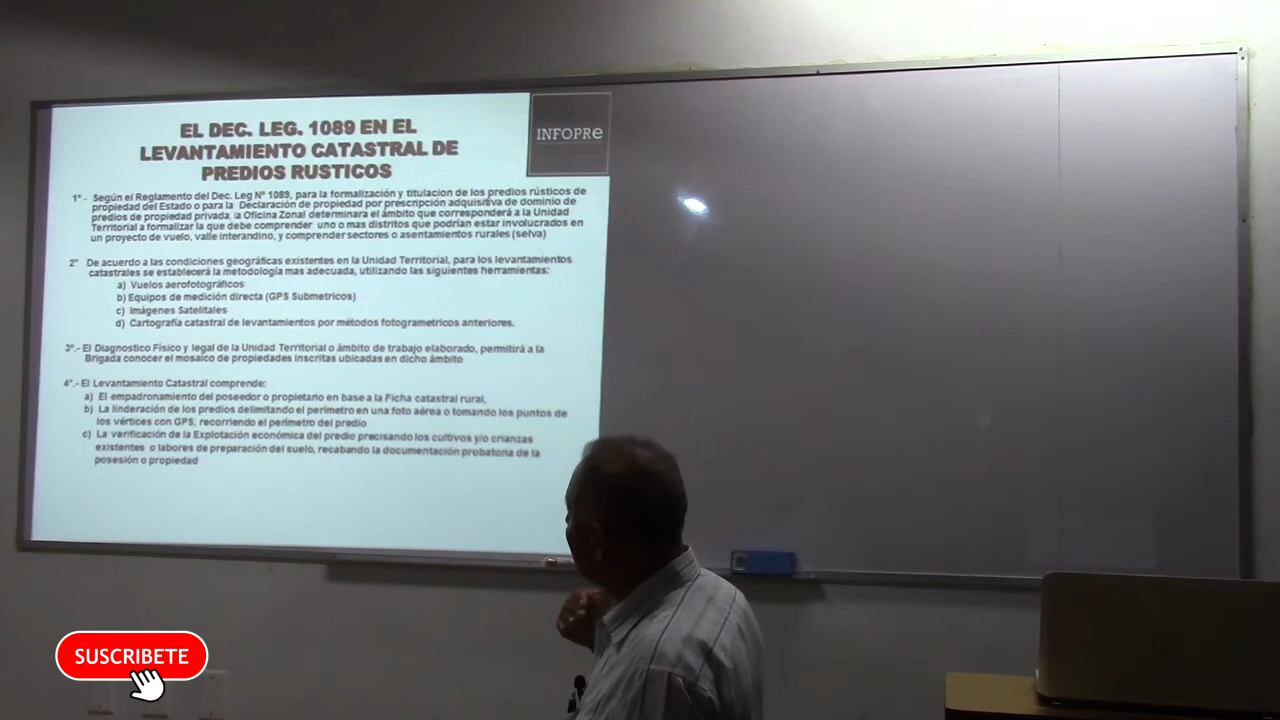 EL DEC. LEG. 1089 EN EL
LEVANTAMIENTO CATASTRAL DE
PREDIOS RUSTICOS
INFOPRe
1º - Según el Reglamento del Dec. Leg Nº 1089, para la formalización y titulacion de los predios rústicos de
propiedad del Estado o para la Declaración de propiedad por prescripción adquisitiva de dominio de
predios de propiedad privada, la Oficina Zonal determinara el ámbito que corresponderá a la Unidad
Territorial a formalizar la que debe comprender uno o mas distritos que podrían estar involucrados en
un proyecto de vuelo, valle interandino, y comprender sectores o asentamientos rurales (selva)
2º De acuerdo a las condiciones geográficas existentes en la Unidad Territorial, para los levantamientos
catastrales se establecerá la metodología mas adecuada, utilizando las siguientes herramientas:
a) Vuelos aerofotográficos
b) Equipos de medición directa (GPS Submetricos)
c) Imágenes Satelitales
d) Cartografía catastral de levantamientos por métodos fotogrametricos anteriores.
3º.- El Diagnostico Físico y legal de la Unidad Territorial o ámbito de trabajo elaborado, permitirá a la
Brigada conocer el mosaico de propiedades inscritas ubicadas en dicho ámbito
4º.- El Levantamiento Catastral comprende:
a) El empadronamiento del poseedor o propietario en base a la Ficha catastral rural,
b) La linderación de los predios delimitando el perímetro en una foto aérea o tomando los puntos de
los vértices con GPS, recorriendo el perímetro del predio
c) La verificación de la Explotación económica del predio precisando los cultivos y/o crianzas
existentes o labores de preparación del suelo, recabando la documentación probatoria de la
posesión o propiedad
SUSCRIBETE